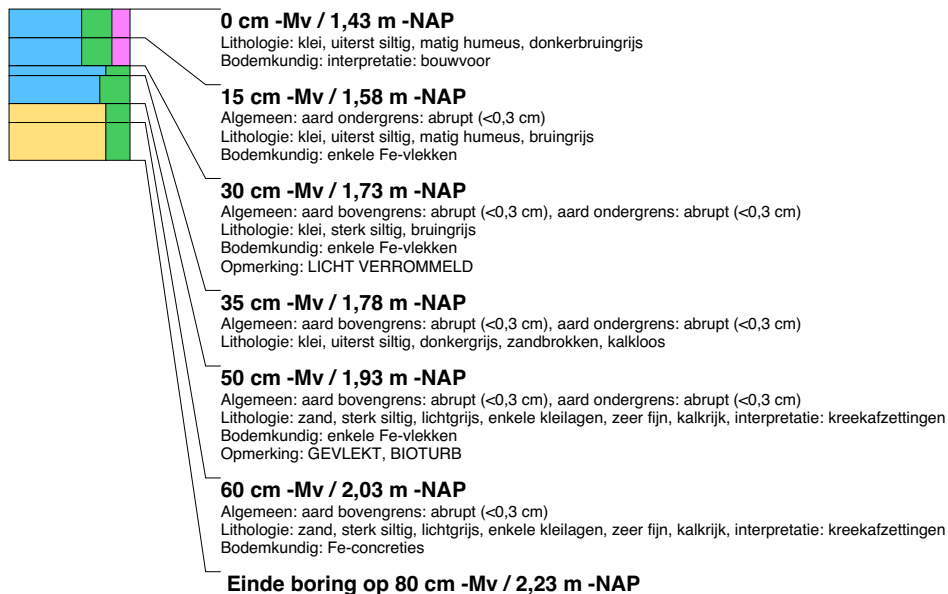 0 cm -Mv / 1,43 m -NAP
Lithologie: klei, uiterst siltig, matig humeus, donkerbruingrijs
Bodemkundig: interpretatie: bouwvoor
15 cm -Mv / 1,58 m -NAP
Algemeen: aard ondergrens: abrupt (<0,3 cm)
Lithologie: klei, uiterst siltig, matig humeus, bruingrijs
Bodemkundig: enkele Fe-vlekken
30 cm -Mv / 1,73 m -NAP
Algemeen: aard bovengrens: abrupt (<0,3 cm), aard ondergrens: abrupt (<0,3 cm)
Lithologie: klei, sterk siltig, bruingrijs
Bodemkundig: enkele Fe-vlekken
Opmerking: LICHT VERROMMELD
35 cm -Mv / 1,78 m -NAP
Algemeen: aard bovengrens: abrupt (<0,3 cm), aard ondergrens: abrupt (<0,3 cm)
Lithologie: klei, uiterst siltig, donkergrijs, zandbrokken, kalkloos
50 cm -Mv / 1,93 m -NAP
Algemeen: aard bovengrens: abrupt (<0,3 cm), aard ondergrens: abrupt (<0,3 cm)
Lithologie: zand, sterk siltig, lichtgrijs, enkele kleilagen, zeer fijn, kalkrijk, interpretatie: kreekafzettingen
Bodemkundig: enkele Fe-vlekken
Opmerking: GEVLEKT, BIOTURB
60 cm -Mv / 2,03 m -NAP
Algemeen: aard bovengrens: abrupt (<0,3 cm)
Lithologie: zand, sterk siltig, lichtgrijs, enkele kleilagen, zeer fijn, kalkrijk, interpretatie: kreekafzettingen
Bodemkundig: Fe-concreties
Einde boring op 80 cm -Mv / 2,23 m -NAP